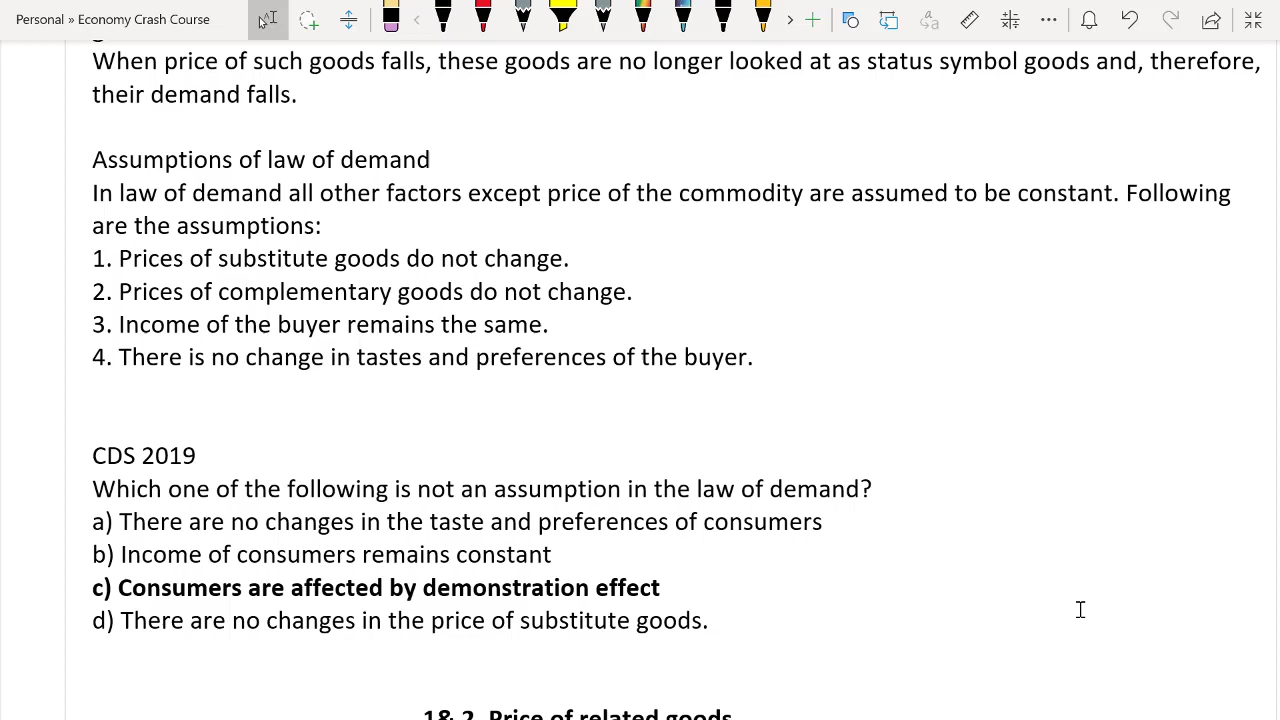 Personal » Economy Crash Course
When price of such goods falls, these goods are no longer looked at as status symbol goods and, therefore,
their demand falls.
Assumptions of law of demand
In law of demand all other factors except price of the commodity are assumed to be constant. Following
are the assumptions:
1. Prices of substitute goods do not change.
2. Prices of complementary goods do not change.
3. Income of the buyer remains the same.
4. There is no change in tastes and preferences of the buyer.
CDS 2019
Which one of the following is not an assumption in the law of demand?
a) There are no changes in the taste and preferences of consumers
b) Income of consumers remains constant
c) Consumers are affected by demonstration effect
d) There are no changes in the price of substitute goods.
1& 2. Price of related goods